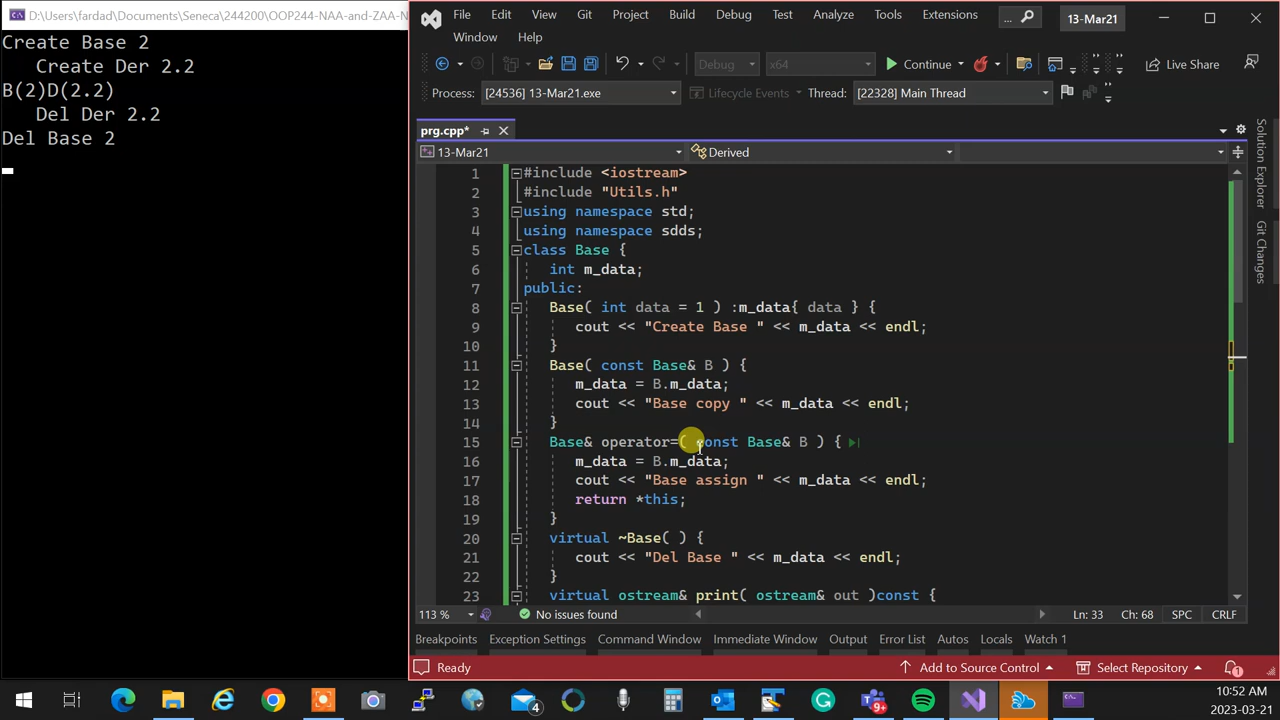 D:\Users\fardad\Documents\Seneca\244200\OOP244-NAA-and-ZAA-N
Create Base 2
Create Der 2.2
B(2)D(2.2)
Del Der 2.2
Del Base 2
File Edit View Git Project Build Debug Test Analyze Tools Extensions ... 13-Mar21
Window Help
Debug x64 Continue Live Share
Process: [24536] 13-Mar21.exe Lifecycle Events Thread: [22328] Main Thread
prg.cpp*
13-Mar21 Derived
1 #include <iostream>
2 #include "Utils.h"
3 using namespace std;
4 using namespace sdds;
5 class Base {
6 int m_data;
7 public:
8 Base( int data = 1 ) :m_data{ data } {
9 cout << "Create Base " << m_data << endl;
10 }
11 Base( const Base& B ) {
12 m_data = B.m_data;
13 cout << "Base copy " << m_data << endl;
14 }
15 Base& operator=( const Base& B ) {
16 m_data = B.m_data;
17 cout << "Base assign " << m_data << endl;
18 return *this;
19 }
20 virtual ~Base( ) {
21 cout << "Del Base " << m_data << endl;
22 }
23 virtual ostream& print( ostream& out )const {
Solution Explorer
Git Changes
113 % No issues found Ln: 33 Ch: 68 SPC CRLF
Breakpoints Exception Settings Command Window Immediate Window Output Error List Autos Locals Watch 1
Ready Add to Source Control Select Repository 1
4
9+
10:52 AM
2023-03-21